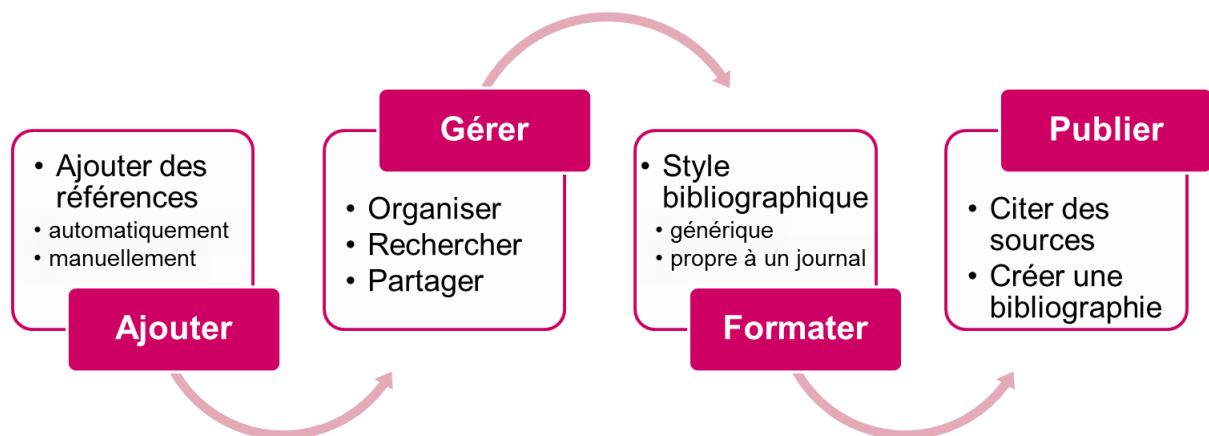 • Ajouter des
références
• automatiquement
• manuellement
Ajouter
Gérer
• Organiser
• Rechercher
• Partager
• Style
bibliographique
• générique
• propre à un journal
Formater
Publier
• Citer des
sources
• Créer une
bibliographie